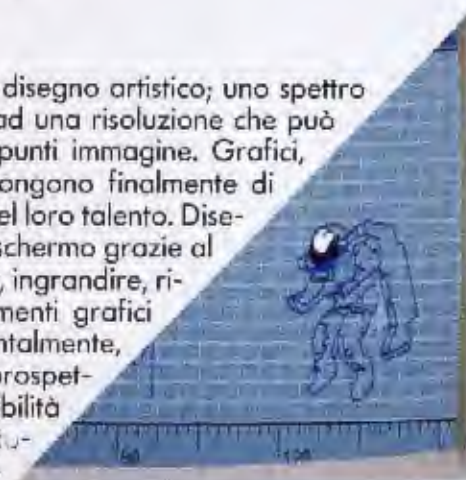 disegno artistico; uno spettro
ad una risoluzione che può
punti immagine. Grafici,
ongono finalmente di
el loro talento. Dise-
schermo grazie al
, ingrandire, ri-
menti grafici
ntalmente,
prospet-
bilità